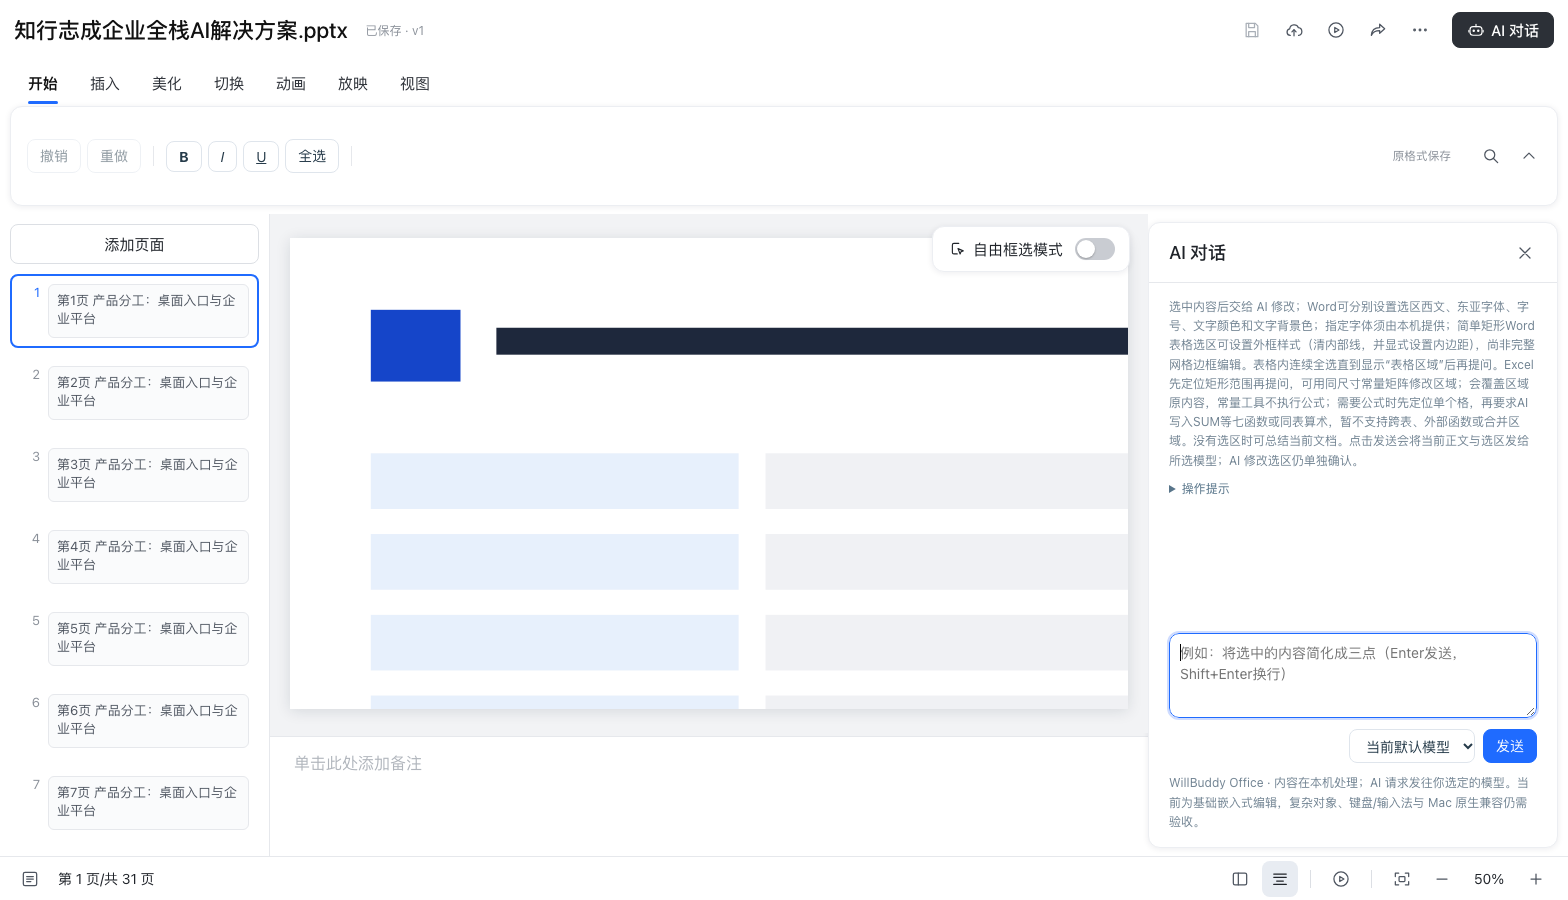 知行志成企业全栈AI解决方案.pptx
已保存 · v1
AI 对话
开始 插入 美化 切换 动画 放映 视图
撤销 重做 B I U 全选
原格式保存
添加页面
自由框选模式
1
第1页 产品分工：桌面入口与企
业平台
2
第2页 产品分工：桌面入口与企
业平台
3
第3页 产品分工：桌面入口与企
业平台
4
第4页 产品分工：桌面入口与企
业平台
5
第5页 产品分工：桌面入口与企
业平台
6
第6页 产品分工：桌面入口与企
业平台
7
第7页 产品分工：桌面入口与企
业平台
单击此处添加备注
AI 对话
选中内容后交给 AI 修改；Word可分别设置选区西文、东亚字体、字
号、文字颜色和文字背景色；指定字体须由本机提供；简单矩形Word
表格选区可设置外框样式（清内部线，并显式设置内边距），尚非完整
网格边框编辑。表格内连续全选直到显示“表格区域”后再提问。Excel
先定位矩形范围再提问，可用同尺寸常量矩阵修改区域；会覆盖区域
原内容，常量工具不执行公式；需要公式时先定位单个格，再要求AI
写入SUM等七函数或同表算术，暂不支持跨表、外部函数或合并区
域。没有选区时可总结当前文档。点击发送会将当前正文与选区发给
所选模型；AI 修改选区仍单独确认。
操作提示
例如：将选中的内容简化成三点（Enter发送，
Shift+Enter换行）
当前默认模型
发送
WillBuddy Office · 内容在本机处理；AI 请求发往你选定的模型。当
前为基础嵌入式编辑，复杂对象、键盘/输入法与 Mac 原生兼容仍需
验收。
第 1 页/共 31 页
50%